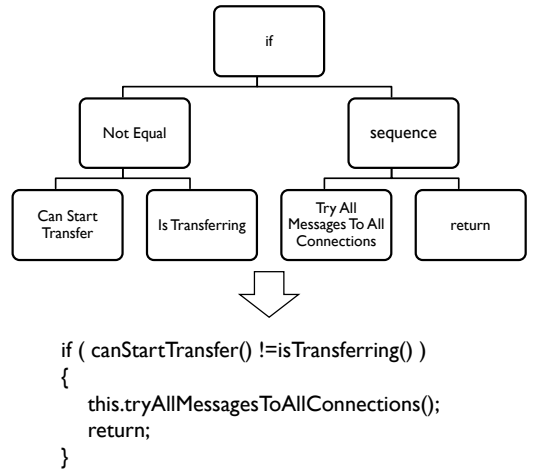 if
Not Equal
sequence
Can Start
Transfer
Is Transferring
Try All
Messages To All
Connections
return
if ( canStartTransfer() !=isTransferring() )
{
this.tryAllMessagesToAllConnections();
return;
}